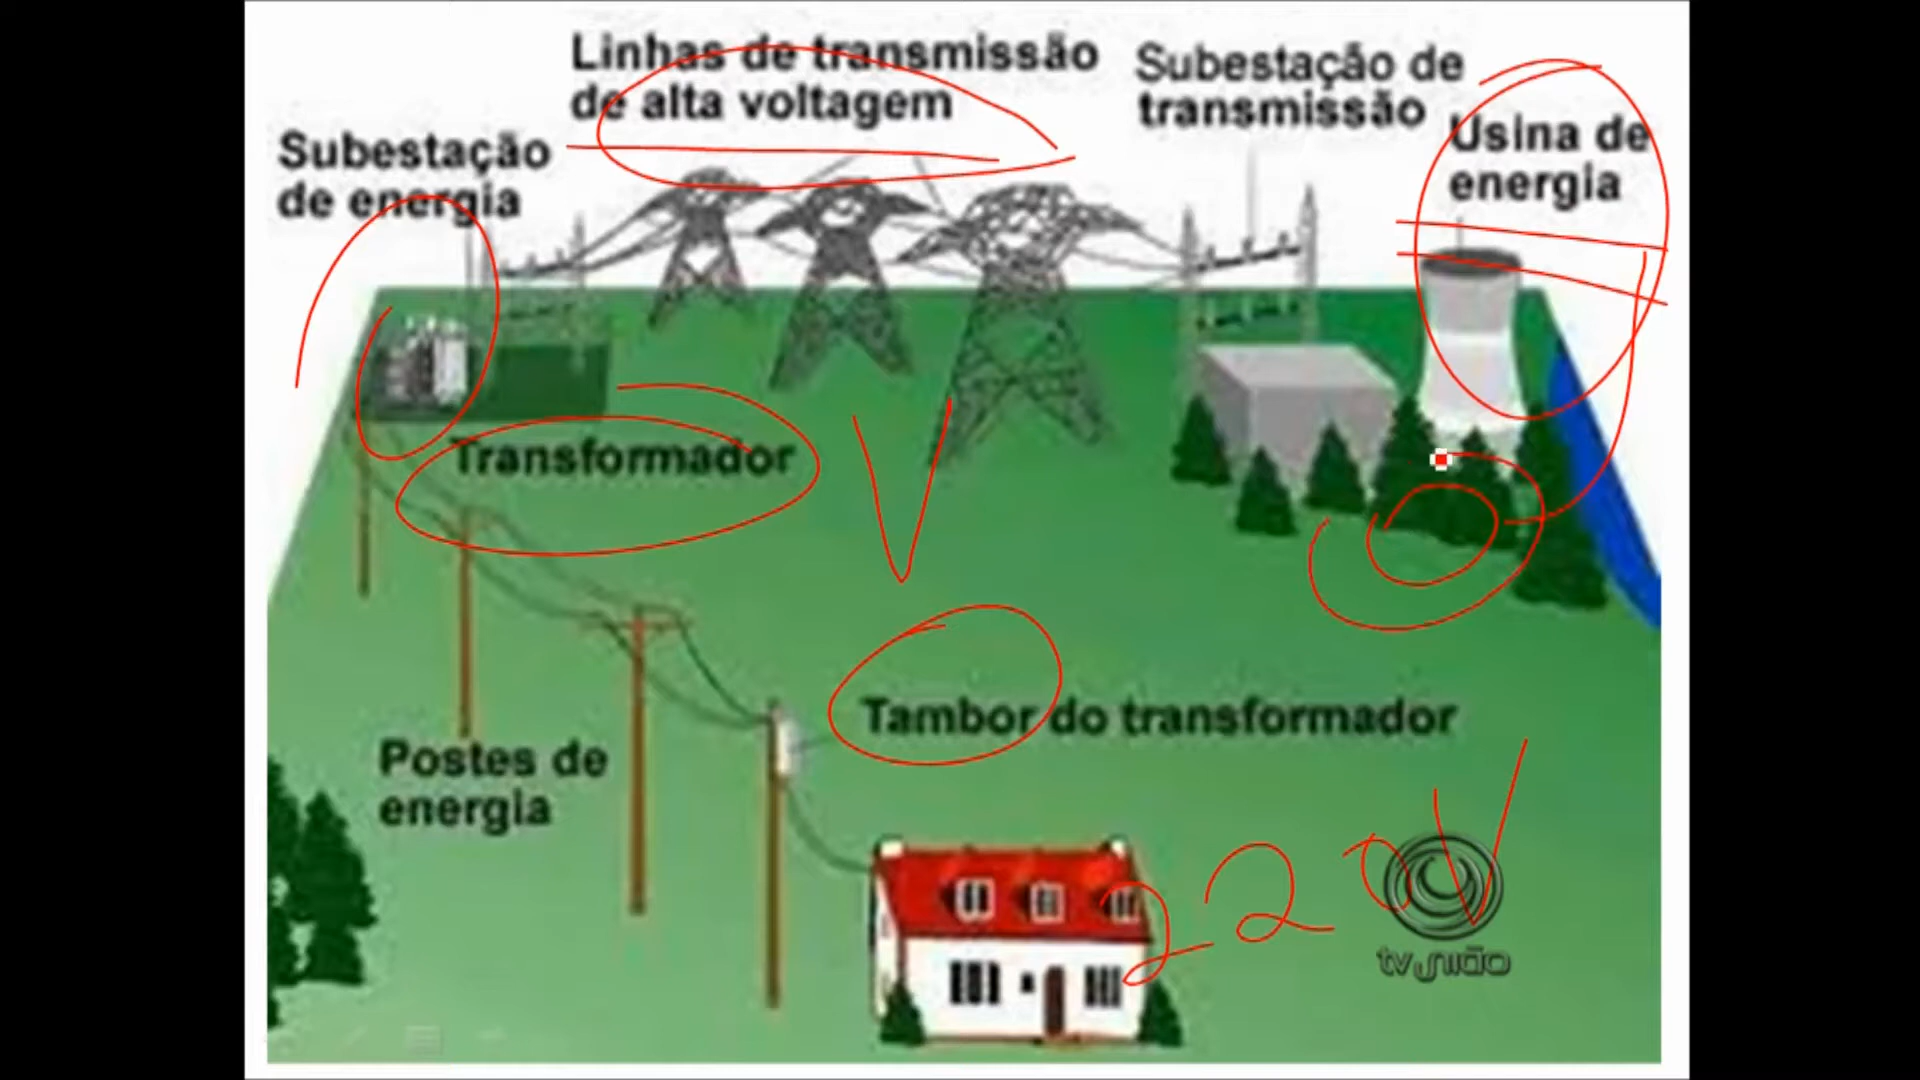 Linhas de transmissão
de alta voltagem
Subestação de
transmissão
Usina de
energia
Subestação
de energia
Transformador
Tambor do transformador
Postes de
energia
V
220V
tv união